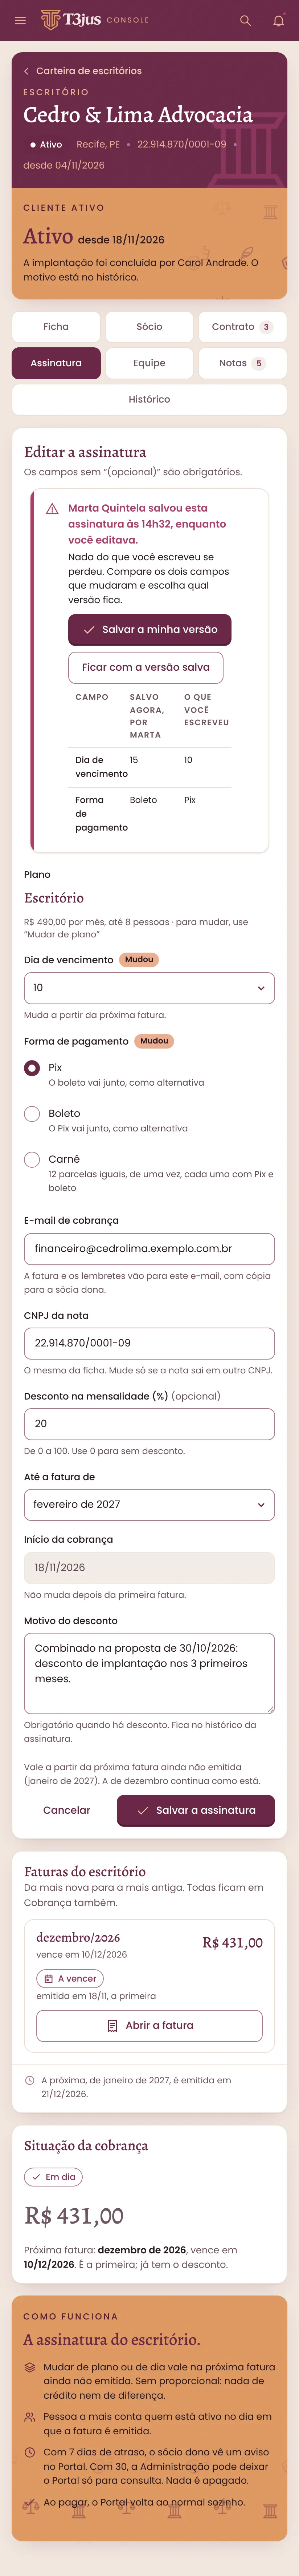 T3jus CONSOLE
Carteira de escritórios
ESCRITÓRIO
Cedro & Lima Advocacia
Ativo Recife, PE • 22.914.870/0001-09 •
desde 04/11/2026
CLIENTE ATIVO
Ativo desde 18/11/2026
A implantação foi concluída por Carol Andrade. O
motivo está no histórico.
Ficha Sócio Contrato 3
Assinatura Equipe Notas 5
Histórico
Editar a assinatura
Os campos sem “(opcional)” são obrigatórios.
Marta Quintela salvou esta
assinatura às 14h32, enquanto
você editava.
Nada do que você escreveu se
perdeu. Compare os dois campos
que mudaram e escolha qual
versão fica.
Salvar a minha versão
Ficar com a versão salva
CAMPO SALVO O QUE
AGORA, VOCÊ
POR ESCREVEU
MARTA
Dia de 15 10
vencimento
Forma Boleto Pix
de
pagamento
Plano
Escritório
R$ 490,00 por mês, até 8 pessoas · para mudar, use
“Mudar de plano”
Dia de vencimento Mudou
10
Muda a partir da próxima fatura.
Forma de pagamento Mudou
Pix
O boleto vai junto, como alternativa
Boleto
O Pix vai junto, como alternativa
Carnê
12 parcelas iguais, de uma vez, cada uma com Pix e
boleto
E-mail de cobrança
financeiro@cedrolima.exemplo.com.br
A fatura e os lembretes vão para este e-mail, com cópia
para a sócia dona.
CNPJ da nota
22.914.870/0001-09
O mesmo da ficha. Mude só se a nota sai em outro CNPJ.
Desconto na mensalidade (%) (opcional)
20
De 0 a 100. Use 0 para sem desconto.
Até a fatura de
fevereiro de 2027
Início da cobrança
18/11/2026
Não muda depois da primeira fatura.
Motivo do desconto
Combinado na proposta de 30/10/2026:
desconto de implantação nos 3 primeiros
meses.
Obrigatório quando há desconto. Fica no histórico da
assinatura.
Vale a partir da próxima fatura ainda não emitida
(janeiro de 2027). A de dezembro continua como está.
Cancelar Salvar a assinatura
Faturas do escritório
Da mais nova para a mais antiga. Todas ficam em
Cobrança também.
dezembro/2026 R$ 431,00
vence em 10/12/2026
A vencer
emitida em 18/11, a primeira
Abrir a fatura
A próxima, de janeiro de 2027, é emitida em
21/12/2026.
Situação da cobrança
Em dia
R$ 431,00
Próxima fatura: dezembro de 2026, vence em
10/12/2026. É a primeira; já tem o desconto.
COMO FUNCIONA
A assinatura do escritório.
Mudar de plano ou de dia vale na próxima fatura
ainda não emitida. Sem proporcional: nada de
crédito nem de diferença.
Pessoa a mais conta quem está ativo no dia em
que a fatura é emitida.
Com 7 dias de atraso, o sócio dono vê um aviso
no Portal. Com 30, a Administração pode deixar
o Portal só para consulta. Nada é apagado.
Ao pagar, o Portal volta ao normal sozinho.